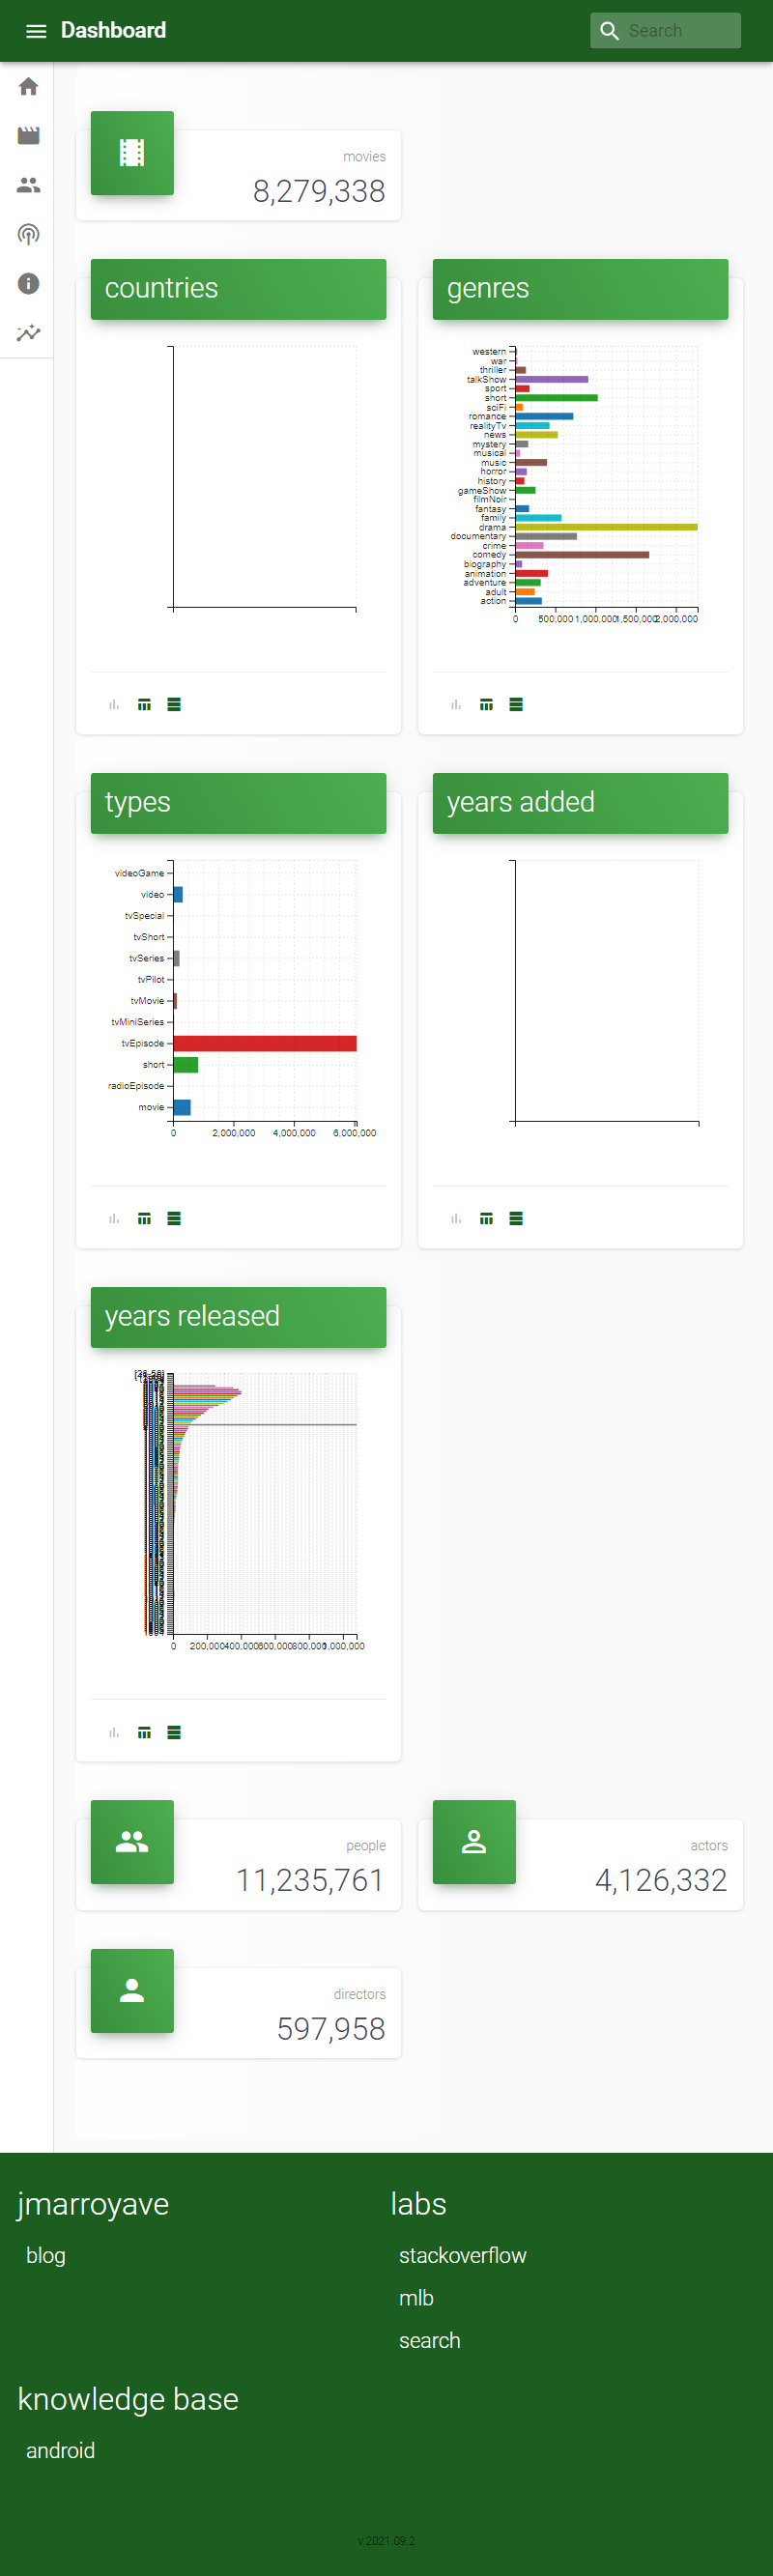 Dashboard
Search
movies
8,279,338
countries
genres
western
war
thriller
talkShow
sport
short
sciFi
romance
realityTv
news
mystery
musical
music
horror
history
gameShow
filmNoir
fantasy
family
drama
documentary
crime
comedy
biography
animation
adventure
adult
action
0 500,000 1,000,000 1,500,000 2,000,000
types
years added
videoGame
video
tvSpecial
tvShort
tvSeries
tvPilot
tvMovie
tvMiniSeries
tvEpisode
short
radioEpisode
movie
0 2,000,000 4,000,000 6,000,000
years released
0 200,000 400,000 600,000 800,000 1,000,000
people
11,235,761
actors
4,126,332
directors
597,958
jmarroyave
blog
labs
stackoverflow
mlb
search
knowledge base
android
v.2021.09.2